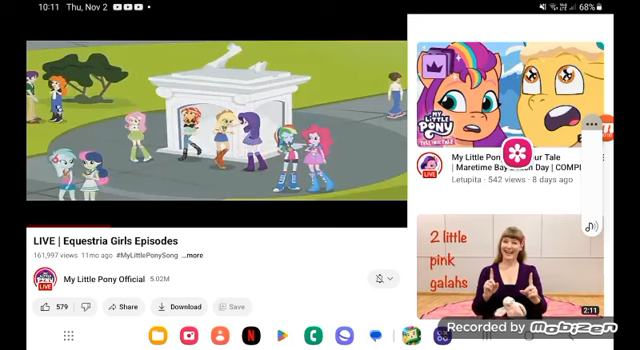 10:11 Thu, Nov 2
68%
MY LITTLE PONY
LIVE
My Little Pon
our Tale
| Maretime Bay
n Day | COMP
Letupita · 542 views · 8 days ago
LIVE | Equestria Girls Episodes
161,997 views 11mo ago #MyLittlePonySong ...more
LIVE
My Little Pony Official 5.02M
579
Share
Download
Save
2 little
pink
galahs
2:11
Recorded by mobizen